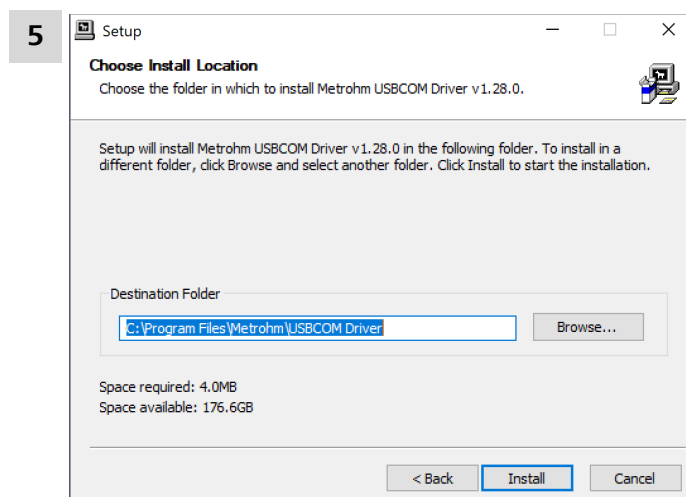 5
Setup
Choose Install Location
Choose the folder in which to install Metrohm USBCOM Driver v1.28.0.
Setup will install Metrohm USBCOM Driver v1.28.0 in the following folder. To install in a
different folder, click Browse and select another folder. Click Install to start the installation.
Destination Folder
C:\Program Files\Metrohm\USBCOM Driver
Browse...
Space required: 4.0MB
Space available: 176.6GB
< Back
Install
Cancel